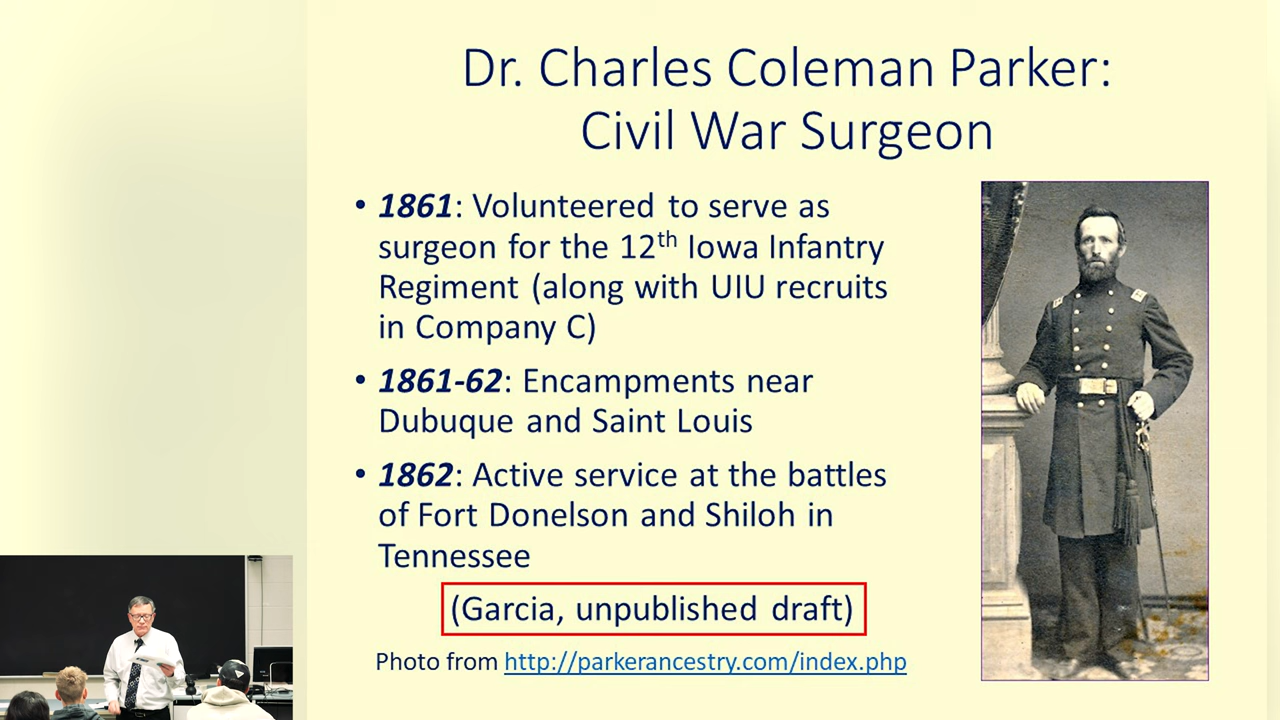 Dr. Charles Coleman Parker:
Civil War Surgeon
• 1861: Volunteered to serve as
surgeon for the 12th Iowa Infantry
Regiment (along with UIU recruits
in Company C)
• 1861-62: Encampments near
Dubuque and Saint Louis
• 1862: Active service at the battles
of Fort Donelson and Shiloh in
Tennessee
(Garcia, unpublished draft)
Photo from http://parkerancestry.com/index.php